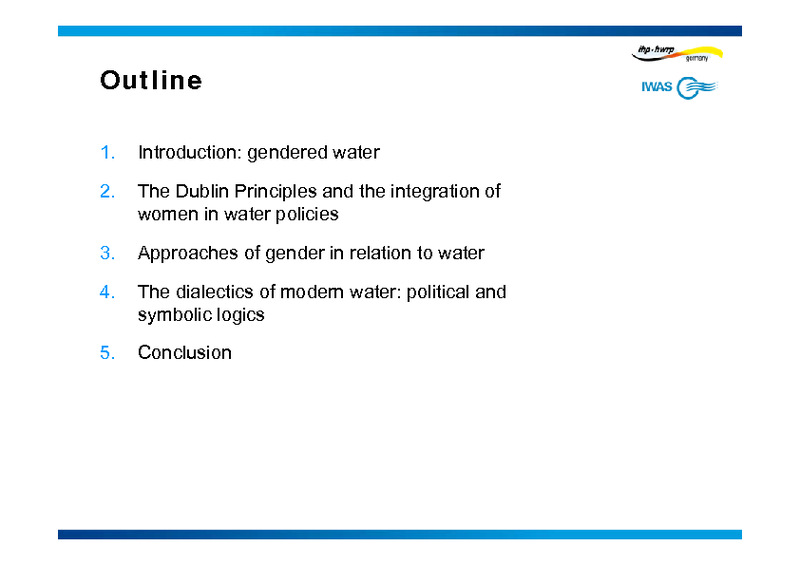 ihp·hwrp
germany
Outline
IWAS
1. Introduction: gendered water
2. The Dublin Principles and the integration of
women in water policies
3. Approaches of gender in relation to water
4. The dialectics of modern water: political and
symbolic logics
5. Conclusion